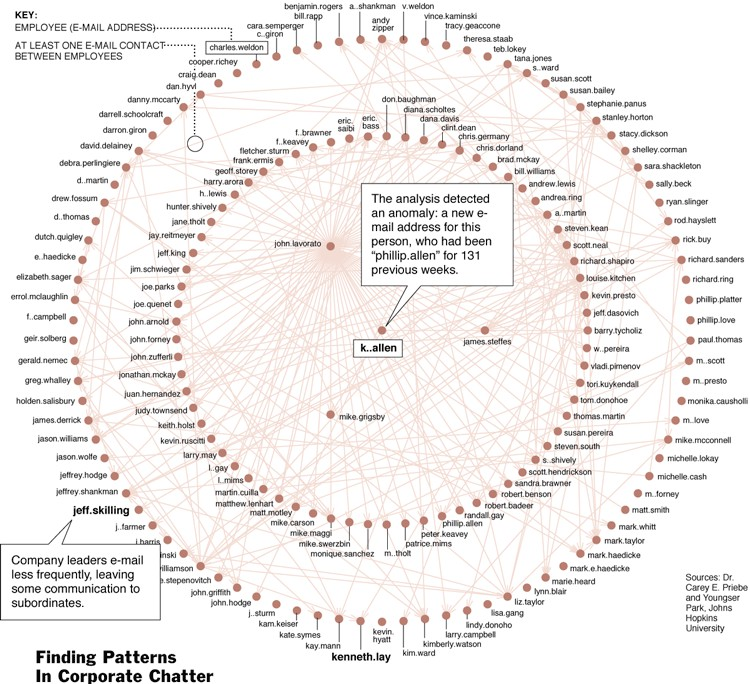 KEY:
EMPLOYEE (E-MAIL ADDRESS)
AT LEAST ONE E-MAIL CONTACT
BETWEEN EMPLOYEES
benjamin.rogers
a..shankman
andy
zipper
v.weldon
vince.kaminski
tracy.geaccone
theresa.staab
teb.lokey
tana.jones
s..ward
susan.scott
susan.bailey
stephanie.panus
stanley.horton
stacy.dickson
shelley.corman
sara.shackleton
sally.beck
ryan.slinger
rod.hayslett
rick.buy
richard.sanders
richard.ring
phillip.platter
phillip.love
paul.thomas
m..scott
m..presto
monika.causholli
m..love
mike.mcconnell
michelle.lokay
michelle.cash
m..forney
matt.smith
mark.whitt
mark.taylor
mark.haedicke
mark.e.haedicke
marie.heard
lynn.blair
liz.taylor
lisa.gang
lindy.donoho
larry.campbell
kimberly.watson
kim.ward
kevin.
hyatt
kenneth.lay
kay.mann
kate.symes
kam.keiser
j..sturm
john.hodge
john.griffith
e.stepenovitch
williamson
inski
j.harris
j..farmer
jeff.skilling
jeffrey.shankman
jeffrey.hodge
jason.wolfe
jason.williams
james.derrick
holden.salisbury
greg.whalley
gerald.nemec
geir.solberg
f..campbell
errol.mclaughlin
elizabeth.sager
e..haedicke
dutch.quigley
d..thomas
drew.fossum
d..martin
debra.perlingiere
david.delainey
darron.giron
darrell.schoolcraft
danny.mccarty
dan.hyvl
craig.dean
cooper.richey
charles.weldon
c..giron
cara.semperger
bill.rapp
don.baughman
diana.scholtes
dana.davis
clint.dean
chris.germany
chris.dorland
brad.mckay
bill.williams
andrew.lewis
andrea.ring
a..martin
steven.kean
scott.neal
richard.shapiro
louise.kitchen
kevin.presto
jeff.dasovich
barry.tycholiz
w..pereira
vladi.pimenov
tori.kuykendall
tom.donohoe
thomas.martin
susan.pereira
steven.south
s..shively
scott.hendrickson
sandra.brawner
robert.benson
robert.badeer
randall.gay
phillip.allen
peter.keavey
patrice.mims
m..tholt
monique.sanchez
mike.swerzbin
mike.maggi
mike.carson
matt.motley
matthew.lenhart
martin.cuilla
l..mims
l..gay
larry.may
kevin.ruscitti
keith.holst
judy.townsend
juan.hernandez
jonathan.mckay
john.zufferli
john.forney
john.arnold
joe.quenet
joe.parks
jim.schwieger
jeff.king
jay.reitmeyer
jane.tholt
hunter.shively
h..lewis
harry.arora
geoff.storey
frank.ermis
fletcher.sturm
f..keavey
f..brawner
eric.
saibi
eric.
bass
john.lavorato
The analysis detected
an anomaly: a new e-
mail address for this
person, who had been
“phillip.allen” for 131
previous weeks.
k..allen
james.steffes
mike.grigsby
Company leaders e-mail
less frequently, leaving
some communication to
subordinates.
Sources: Dr.
Carey E. Priebe
and Youngser
Park, Johns
Hopkins
University
Finding Patterns
In Corporate Chatter